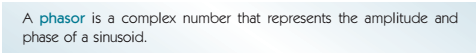 A phasor is a complex number that represents the amplitude and
phase of a sinusoid.